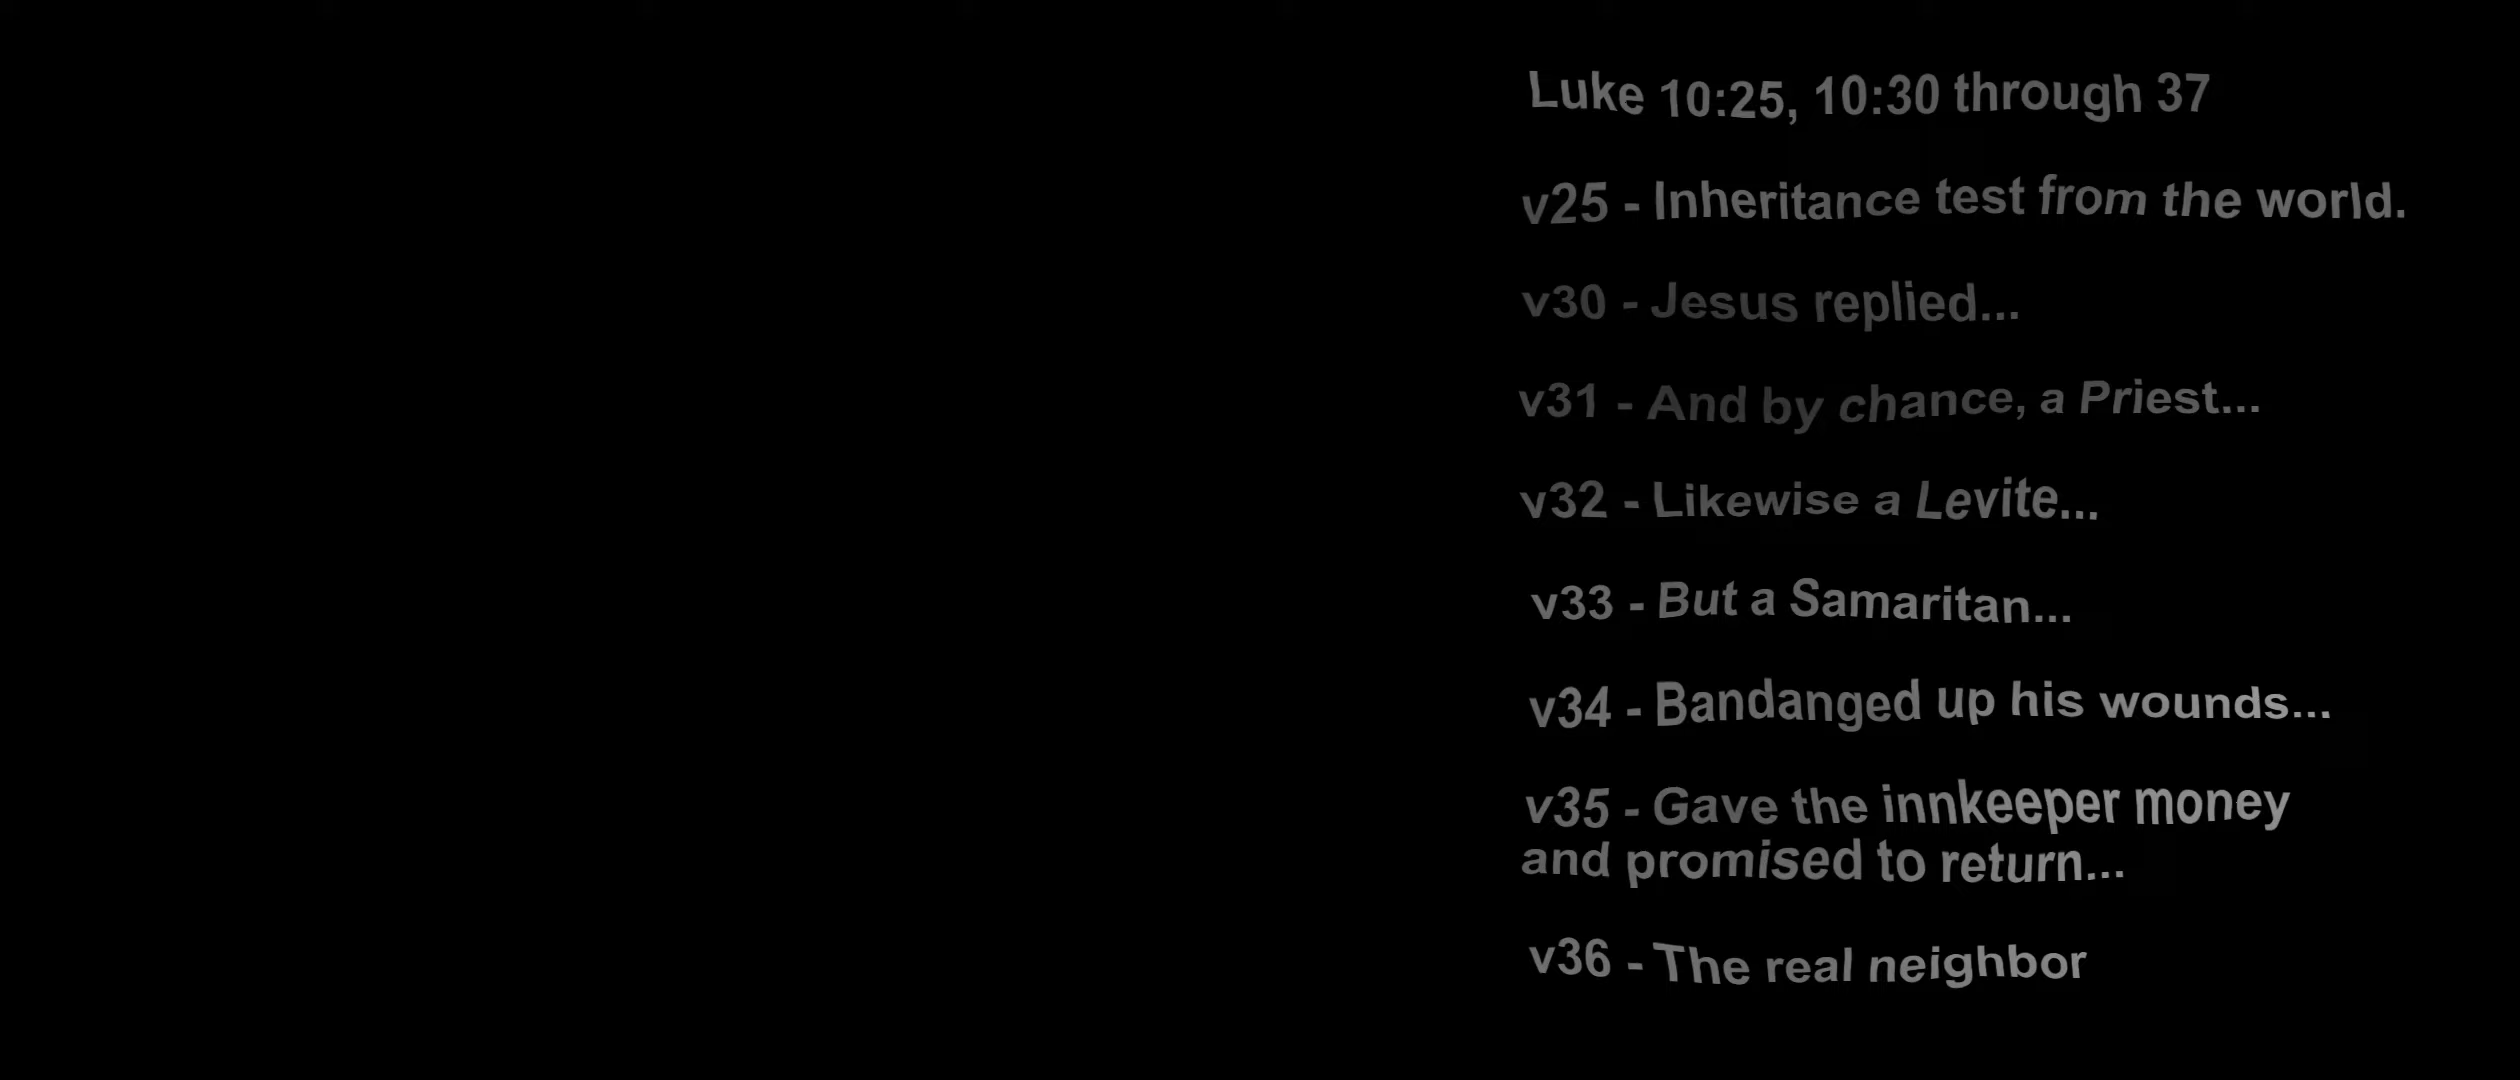 Luke 10:25, 10:30 through 37
v25 - Inheritance test from the world.
v30 - Jesus replied...
v31 - And by chance, a Priest...
v32 - Likewise a Levite...
v33 - But a Samaritan...
v34 - Bandanged up his wounds...
v35 - Gave the innkeeper money
and promised to return...
v36 - The real neighbor